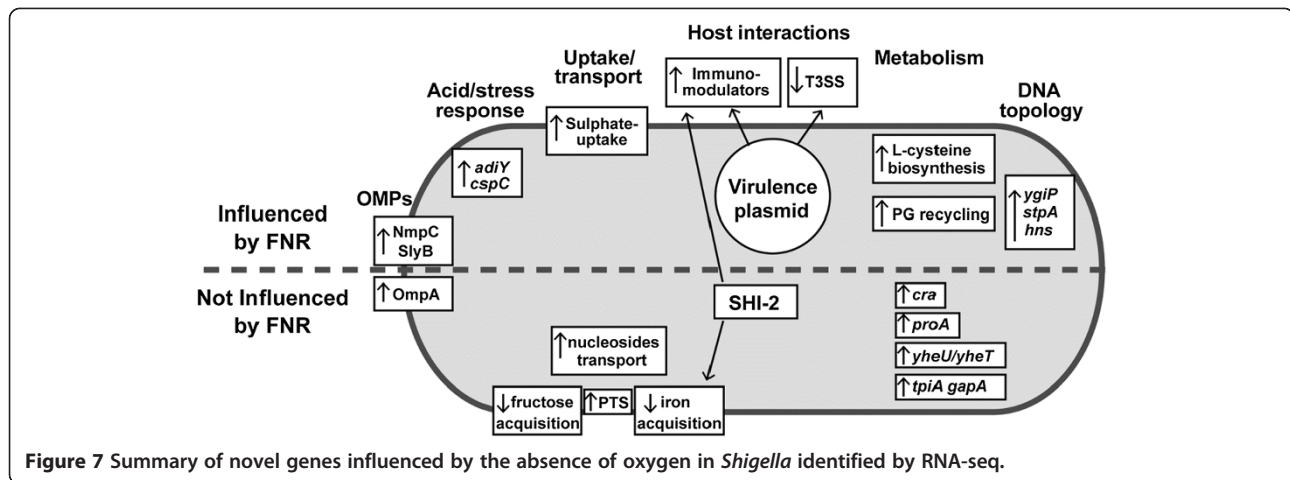 Host interactions
Uptake/
transport
Metabolism
Acid/stress
response
DNA
topology
↑ Immuno-
modulators
↓ T3SS
↑ Sulphate-
uptake
↑ adiY
cspC
Virulence
plasmid
↑ L-cysteine
biosynthesis
↑ PG recycling
↑ ygiP
stpA
hns
OMPs
Influenced
by FNR
↑ NmpC
SlyB
Not Influenced
by FNR
↑ OmpA
SHI-2
↑ cra
↑ proA
↑ yheU/yheT
↑ tpiA gapA
↑ nucleosides
transport
↓ fructose
acquisition
↑ PTS
↓ iron
acquisition
Figure 7 Summary of novel genes influenced by the absence of oxygen in Shigella identified by RNA-seq.